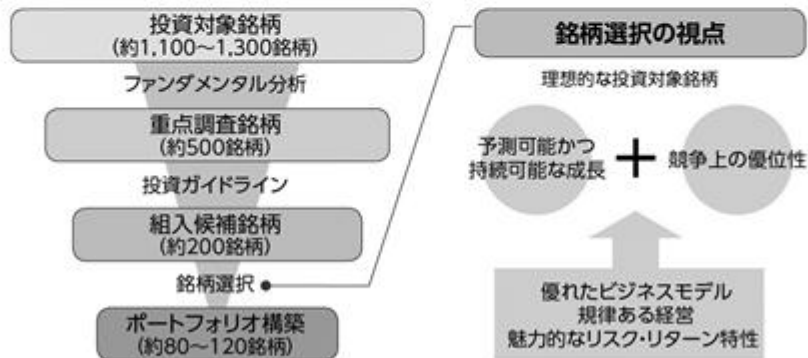 投資対象銘柄
(約1,100～1,300銘柄)
ファンダメンタル分析
重点調査銘柄
(約500銘柄)
投資ガイドライン
組入候補銘柄
(約200銘柄)
銘柄選択
ポートフォリオ構築
(約80～120銘柄)
銘柄選択の視点
理想的な投資対象銘柄
予測可能かつ
持続可能な成長
+
競争上の優位性
優れたビジネスモデル
規律ある経営
魅力的なリスク・リターン特性